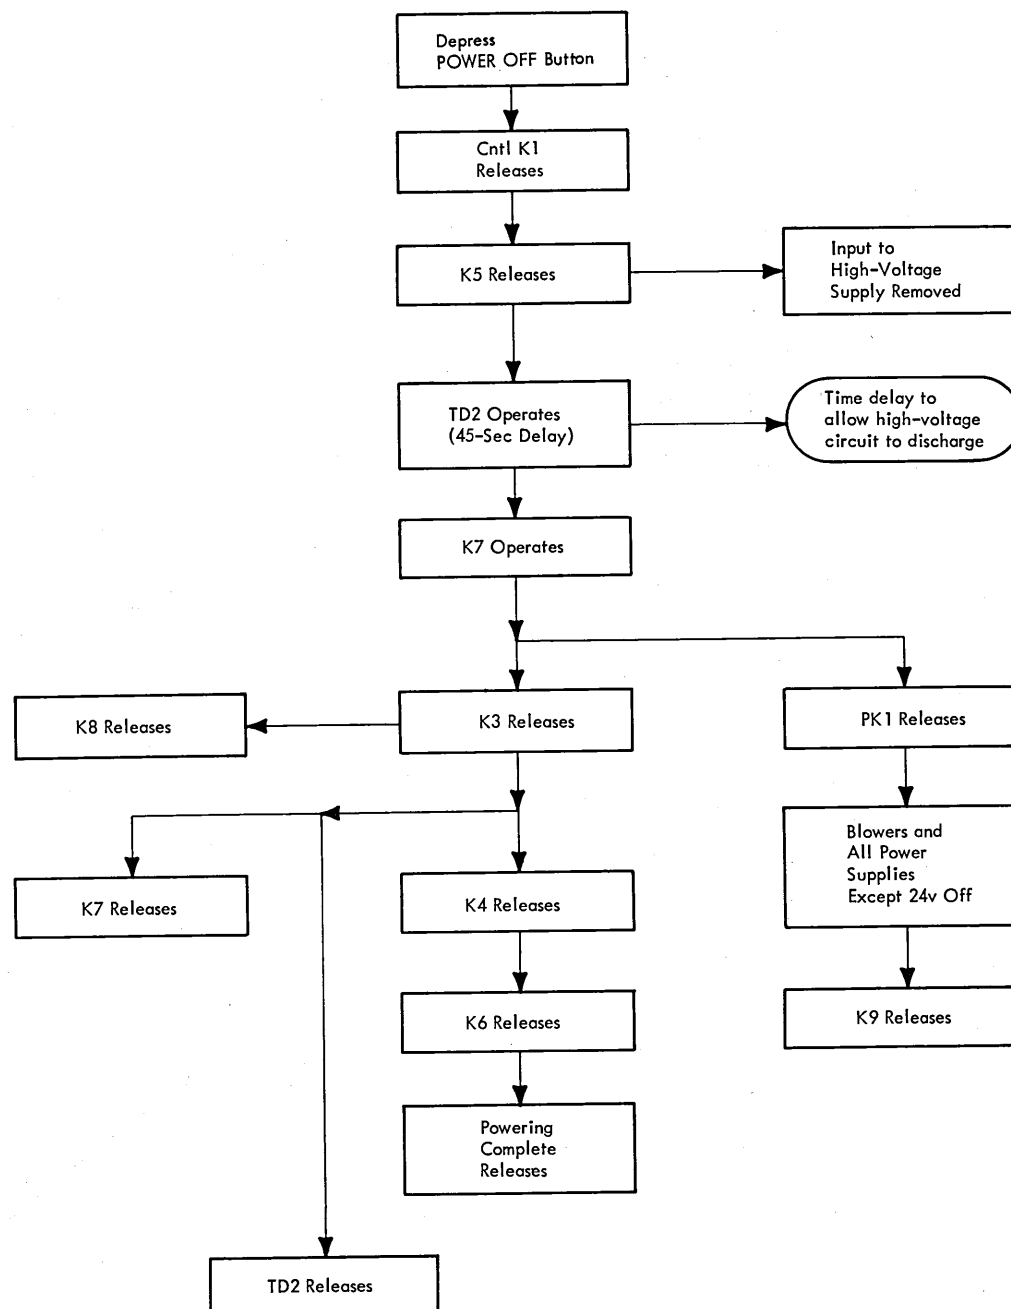 Depress
POWER OFF Button
Cntl K1
Releases
K5 Releases
Input to
High-Voltage
Supply Removed
TD2 Operates
(45-Sec Delay)
Time delay to
allow high-voltage
circuit to discharge
K7 Operates
K8 Releases
K3 Releases
PK1 Releases
Blowers and
All Power
Supplies
Except 24v Off
K7 Releases
K4 Releases
K6 Releases
K9 Releases
Powering
Complete
Releases
TD2 Releases